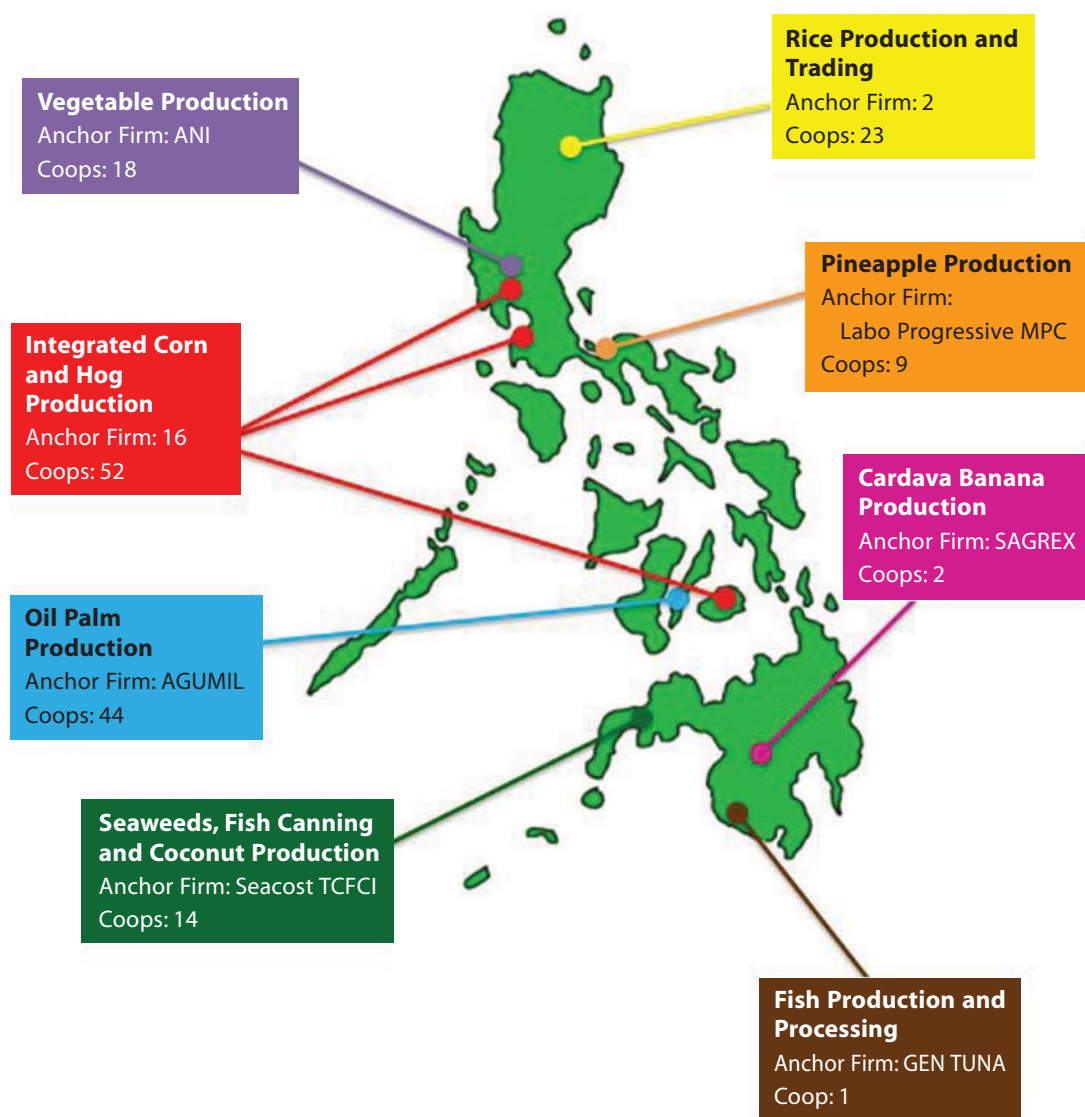 Rice Production and
Trading
Anchor Firm: 2
Coops: 23
Vegetable Production
Anchor Firm: ANI
Coops: 18
Pineapple Production
Anchor Firm:
Labo Progressive MPC
Coops: 9
Integrated Corn
and Hog
Production
Anchor Firm: 16
Coops: 52
Cardava Banana
Production
Anchor Firm: SAGREX
Coops: 2
Oil Palm
Production
Anchor Firm: AGUMIL
Coops: 44
Seaweeds, Fish Canning
and Coconut Production
Anchor Firm: Seacost TCFCI
Coops: 14
Fish Production and
Processing
Anchor Firm: GEN TUNA
Coop: 1